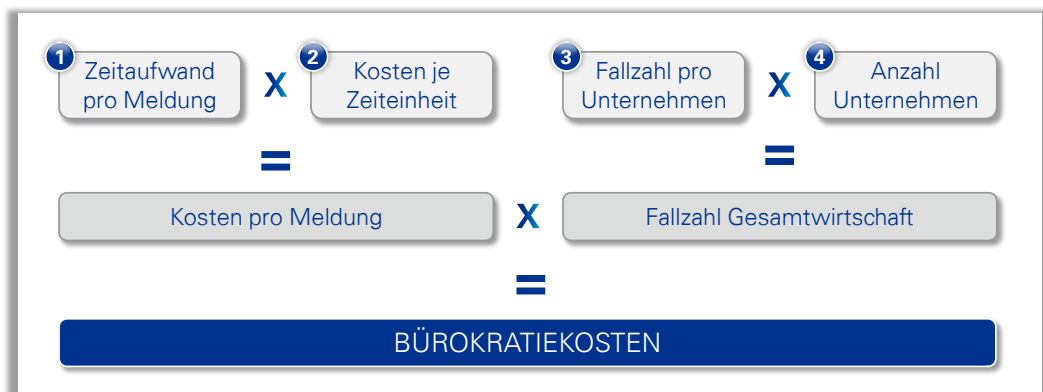 1 Zeitaufwand
pro Meldung
X
2 Kosten je
Zeiteinheit
3 Fallzahl pro
Unternehmen
X
4 Anzahl
Unternehmen
=
=
Kosten pro Meldung X Fallzahl Gesamtwirtschaft
=
BÜROKRATIEKOSTEN